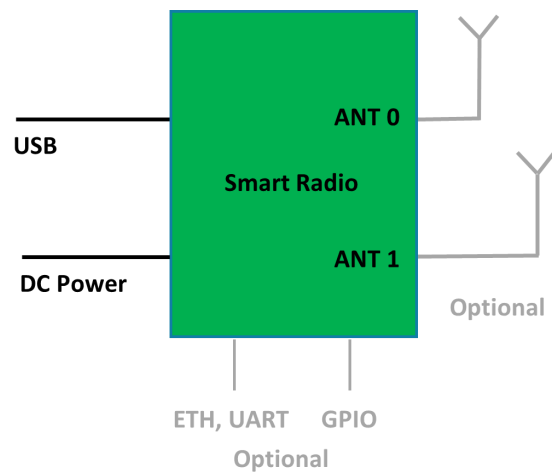 ANT 0
USB
Smart Radio
ANT 1
DC Power
Optional
ETH, UART GPIO
Optional